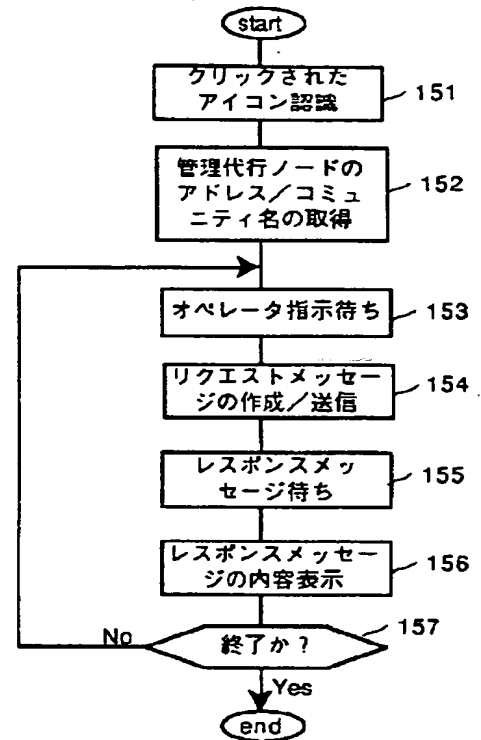 start
クリックされた
アイコン認識
151
管理代行ノードの
アドレス／コミュ
ニティ名の取得
152
オペレータ指示待ち
153
リクエストメッセー
ジの作成／送信
154
レスポンスメッ
セージ待ち
155
レスポンスメッセー
ジの内容表示
156
終了か？
157
No
Yes
end